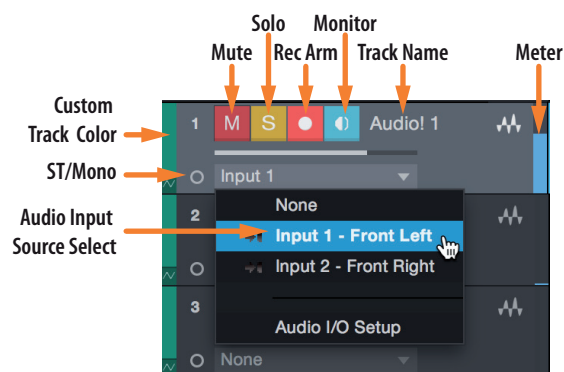 Solo
Monitor
Mute
Rec Arm
Track Name
Meter
Custom
Track Color
1
M
S
Audio! 1
ST/Mono
Input 1
Audio Input
Source Select
None
2
Input 1 - Front Left
Input 2 - Front Right
3
Audio I/O Setup
None